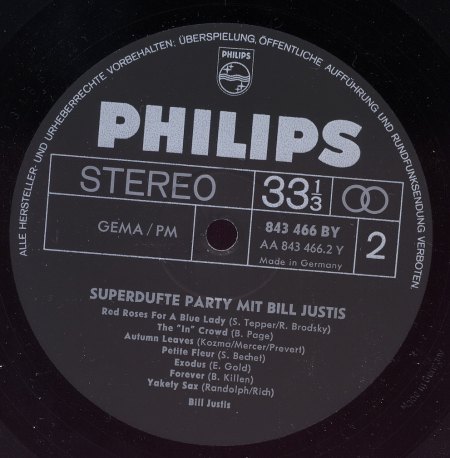 ALLE HERSTELLER- UND URHEBERRECHTE VORBEHALTEN: ÜBERSPIELUNG, ÖFFENTLICHE AUFFÜHRUNG UND RUNDFUNKSENDUNG VERBOTEN.
PHILIPS
PHILIPS
STEREO 33 1/3
GEMA / PM
843 466 BY
AA 843 466.2 Y
Made in Germany
2
SUPERDUFTE PARTY MIT BILL JUSTIS
Red Roses For A Blue Lady (S. Tepper/R. Brodsky)
The "In" Crowd (B. Page)
Autumn Leaves (Kozma/Mercer/Prevert)
Petite Fleur (S. Bechet)
Exodus (E. Gold)
Forever (B. Killen)
Yakety Sax (Randolph/Rich)
Bill Justis